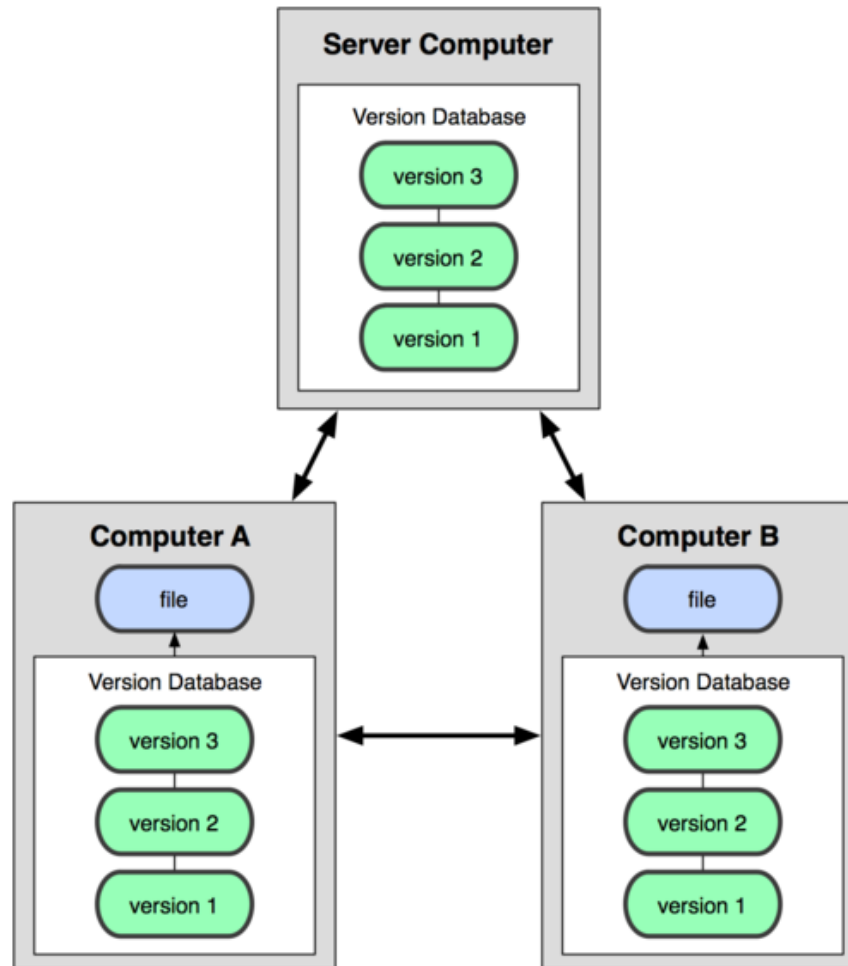 Server Computer
Version Database
version 3
version 2
version 1
Computer A
file
Version Database
version 3
version 2
version 1
Computer B
file
Version Database
version 3
version 2
version 1